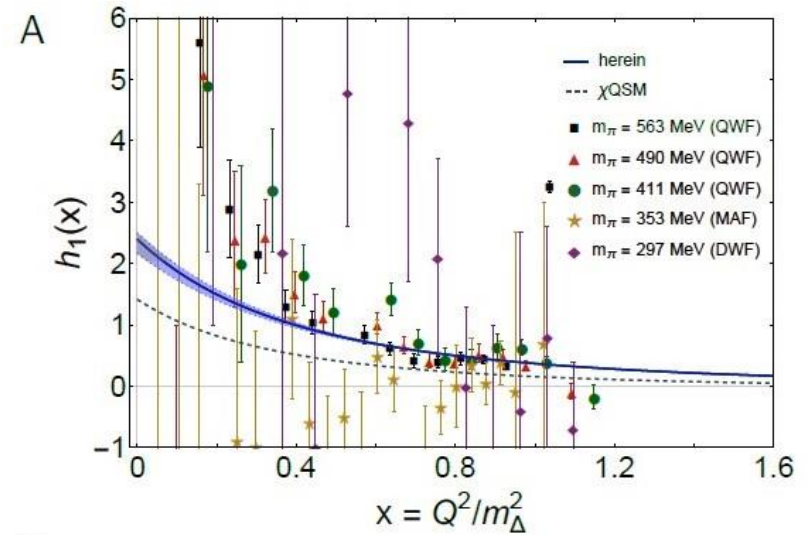 A
6
5
4
3
2
1
0
−1
h₁(x)
herein
χQSM
mπ = 563 MeV (QWF)
mπ = 490 MeV (QWF)
mπ = 411 MeV (QWF)
mπ = 353 MeV (MAF)
mπ = 297 MeV (DWF)
0 0.4 0.8 1.2 1.6
x = Q²/m²Δ